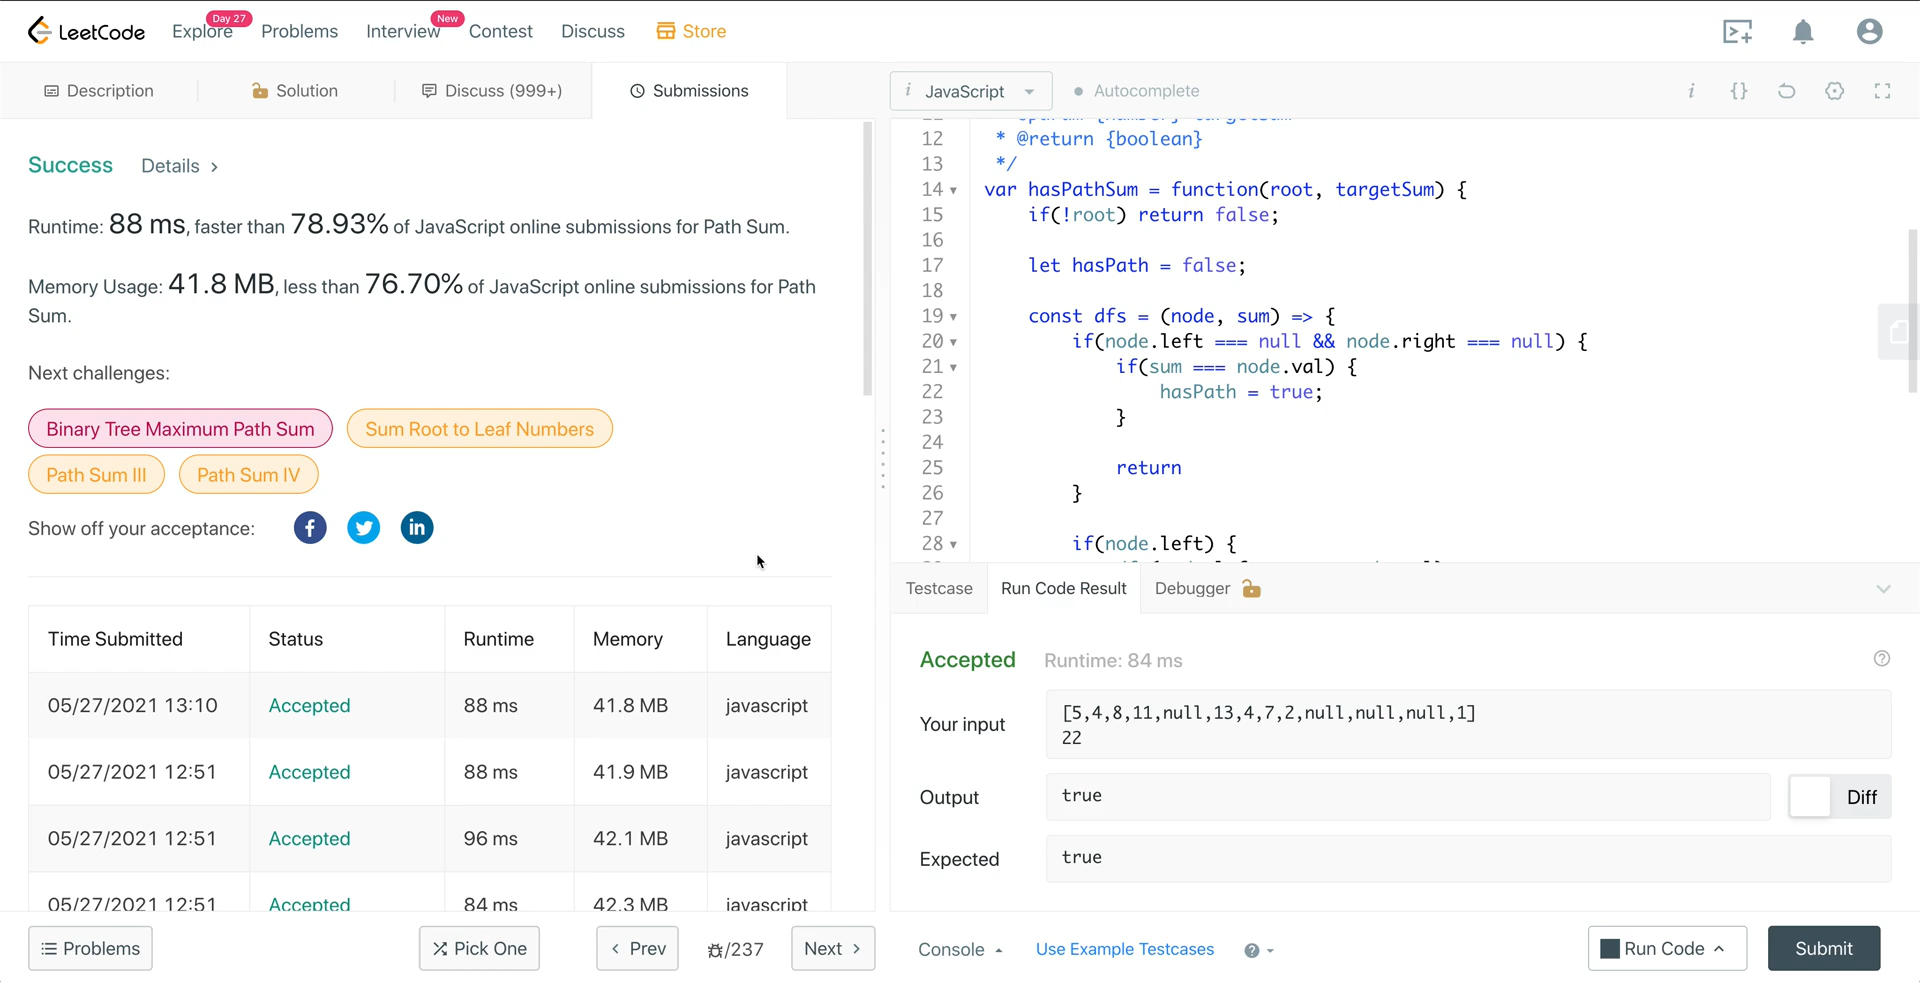 LeetCode
Explore
Day 27
Problems
Interview
New
Contest
Discuss
Store
Description
Solution
Discuss (999+)
Submissions
Success
Details
Runtime: 88 ms, faster than 78.93% of JavaScript online submissions for Path Sum.
Memory Usage: 41.8 MB, less than 76.70% of JavaScript online submissions for Path
Sum.
Next challenges:
Binary Tree Maximum Path Sum
Sum Root to Leaf Numbers
Path Sum III
Path Sum IV
Show off your acceptance:
Time Submitted Status Runtime Memory Language
05/27/2021 13:10 Accepted 88 ms 41.8 MB javascript
05/27/2021 12:51 Accepted 88 ms 41.9 MB javascript
05/27/2021 12:51 Accepted 96 ms 42.1 MB javascript
05/27/2021 12:51 Accepted 84 ms 42.3 MB javascript
Problems
Pick One
< Prev
/237
Next >
i JavaScript
Autocomplete
i {}
12 * @return {boolean}
13 */
14 var hasPathSum = function(root, targetSum) {
15 if(!root) return false;
16
17 let hasPath = false;
18
19 const dfs = (node, sum) => {
20 if(node.left === null && node.right === null) {
21 if(sum === node.val) {
22 hasPath = true;
23 }
24
25 return
26 }
27
28 if(node.left) {
Testcase
Run Code Result
Debugger
Accepted
Runtime: 84 ms
Your input
[5,4,8,11,null,13,4,7,2,null,null,null,1]
22
Output
true
Diff
Expected
true
Console
Use Example Testcases
Run Code
Submit